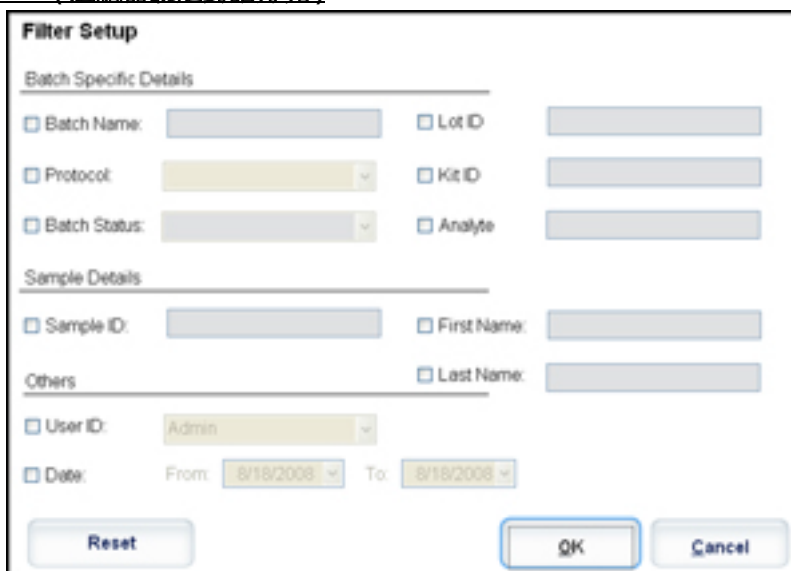 Filter Setup
Batch Specific Details
Batch Name:
Lot ID
Protocol:
Kit ID
Batch Status:
Analyte
Sample Details
Sample ID:
First Name:
Last Name:
Others
User ID:
Admin
Date:
From:
8/18/2008
To:
8/18/2008
Reset
OK
Cancel